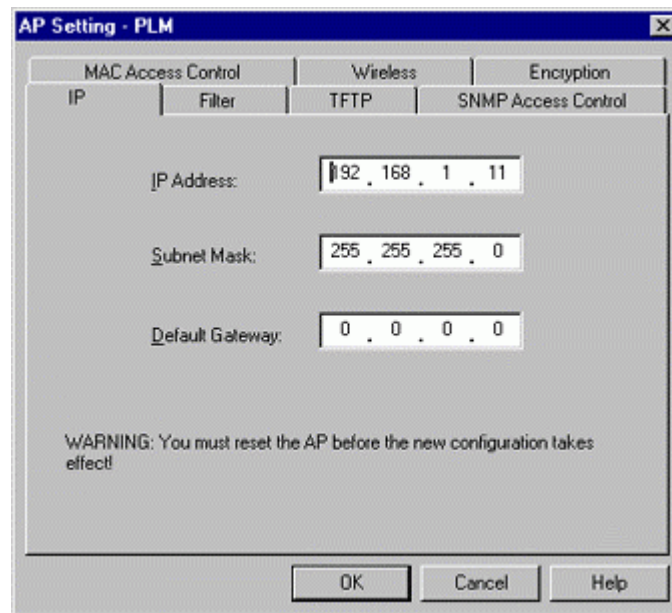 AP Setting - PLM
MAC Access Control Wireless Encryption
IP Filter TFTP SNMP Access Control
IP Address: 192 . 168 . 1 . 11
Subnet Mask: 255 . 255 . 255 . 0
Default Gateway: 0 . 0 . 0 . 0
WARNING: You must reset the AP before the new configuration takes
effect!
OK Cancel Help